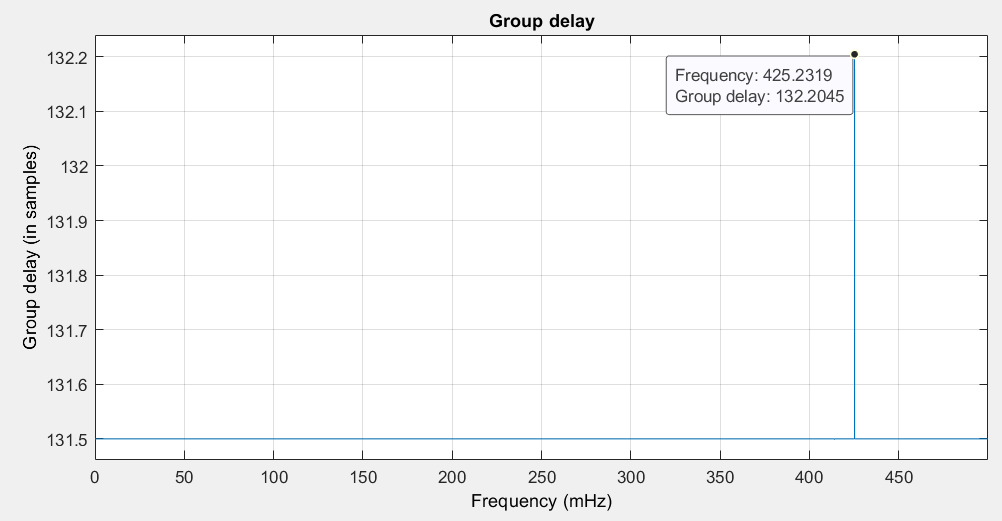 Group delay
132.2
132.1
132
131.9
131.8
131.7
131.6
131.5
Group delay (in samples)
Frequency: 425.2319
Group delay: 132.2045
0 50 100 150 200 250 300 350 400 450
Frequency (mHz)